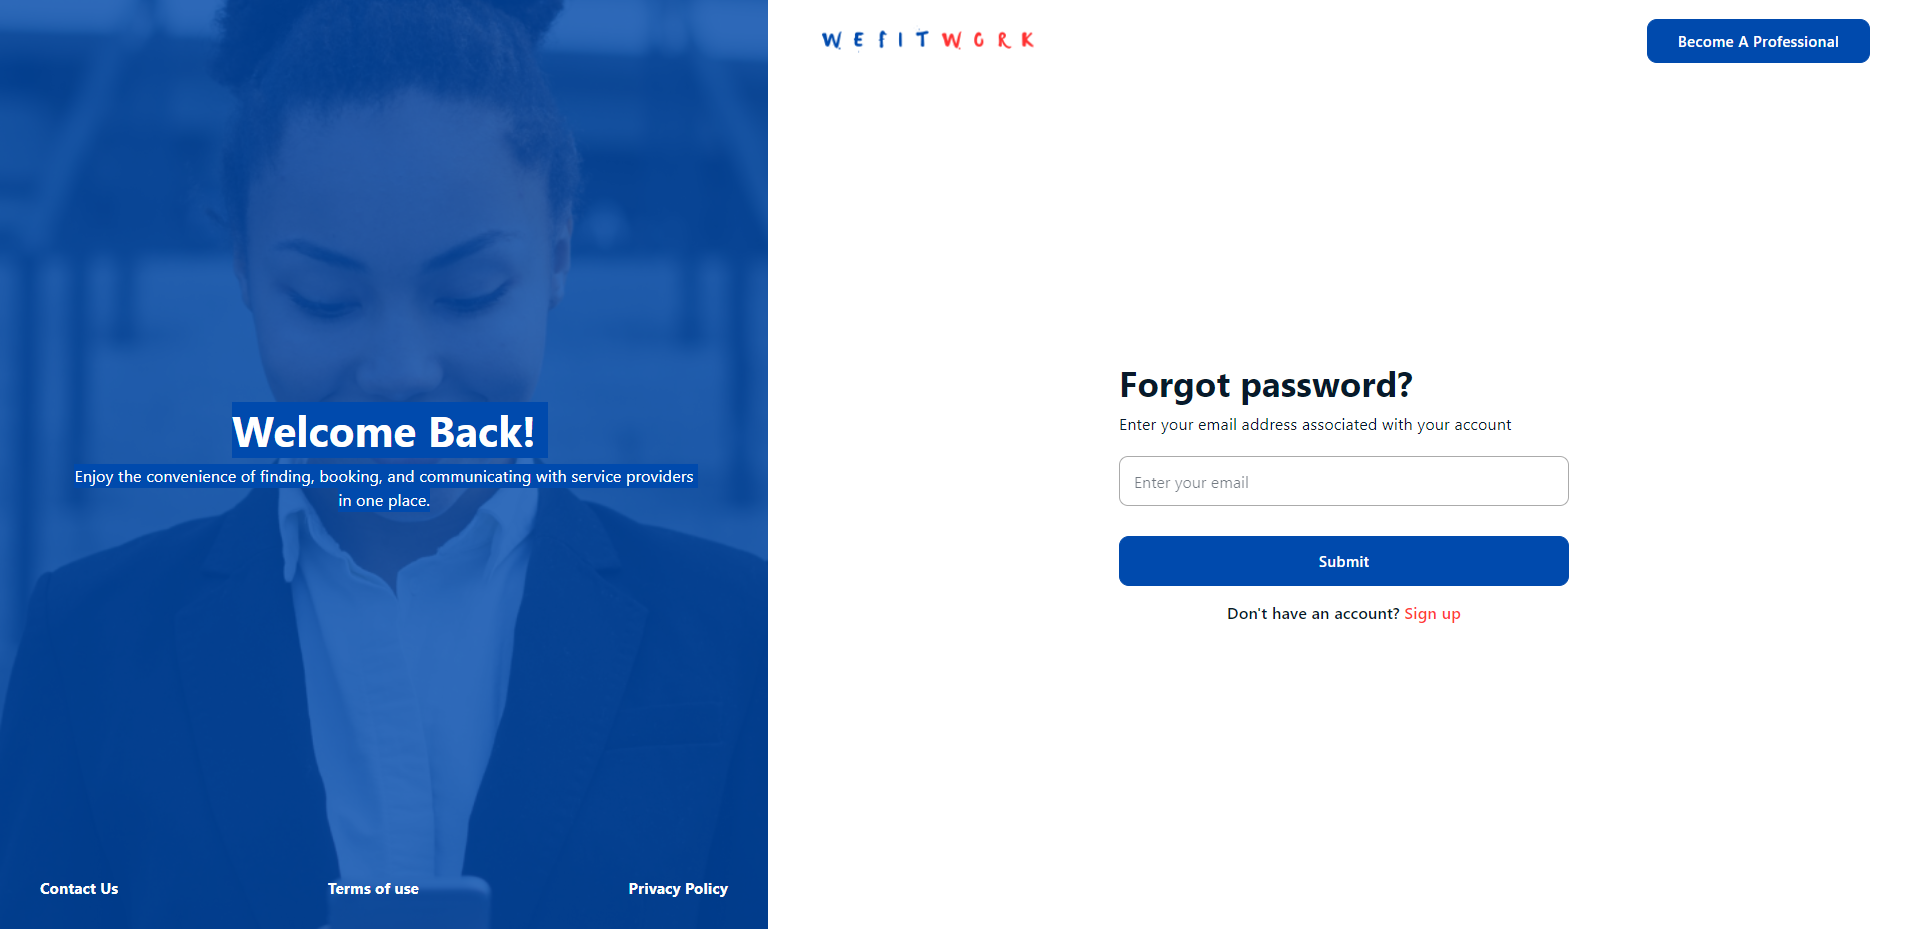 Welcome Back!
Enjoy the convenience of finding, booking, and communicating with service providers
in one place.
Contact Us
Terms of use
Privacy Policy
WEFITWORK
Become A Professional
Forgot password?
Enter your email address associated with your account
Enter your email
Submit
Don't have an account? Sign up